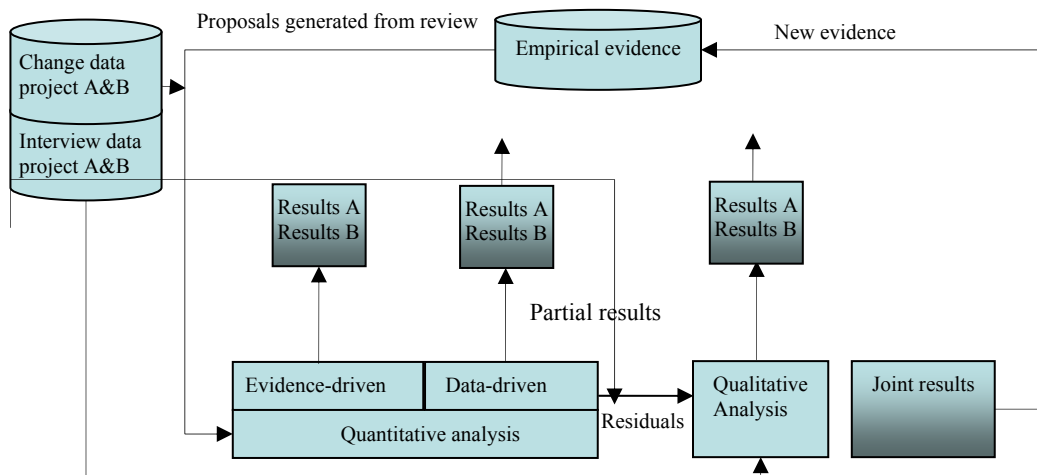 Proposals generated from review
New evidence
Empirical evidence
Change data
project A&B
Interview data
project A&B
Results A
Results B
Results A
Results B
Results A
Results B
Partial results
Evidence-driven
Data-driven
Quantitative analysis
Residuals
Qualitative
Analysis
Joint results